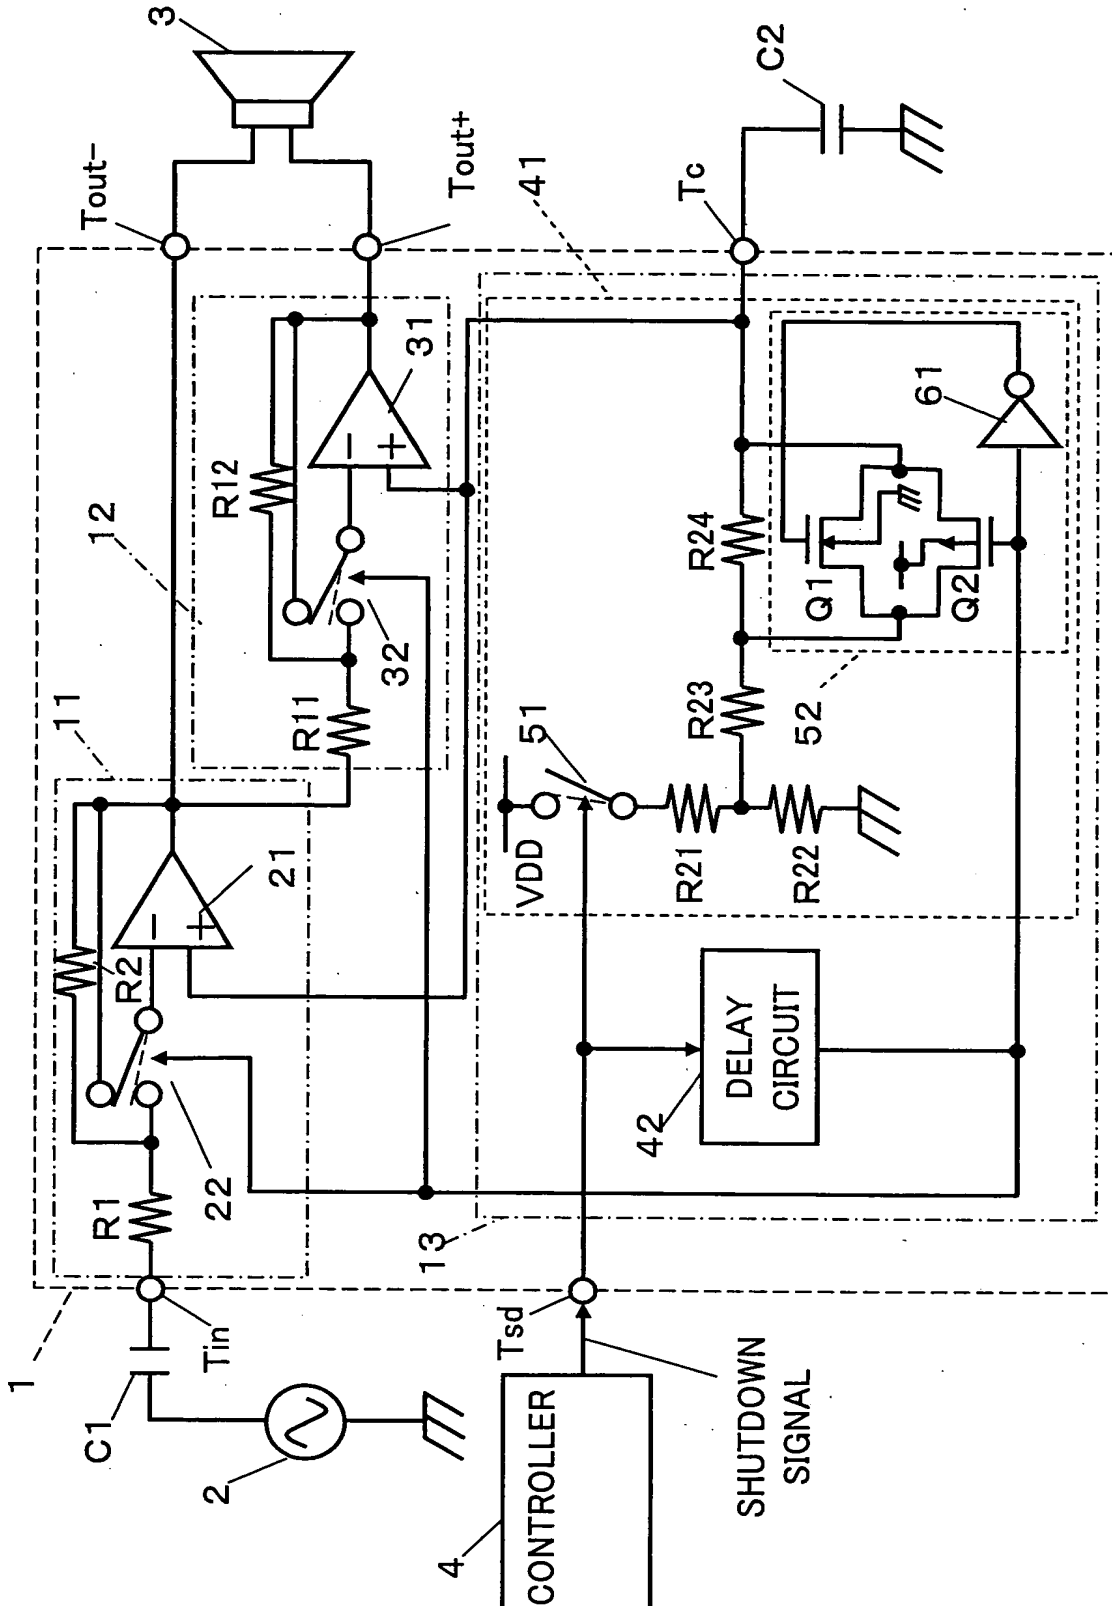 1
C1
2
Tin
R1
22
R2
21
11
12
R11
32
R12
31
Tout-
Tout+
3
4
CONTROLLER
Tsd
SHUTDOWN
SIGNAL
13
42
DELAY
CIRCUIT
VDD
51
R21
R22
R23
R24
52
Q1
Q2
61
41
Tc
C2